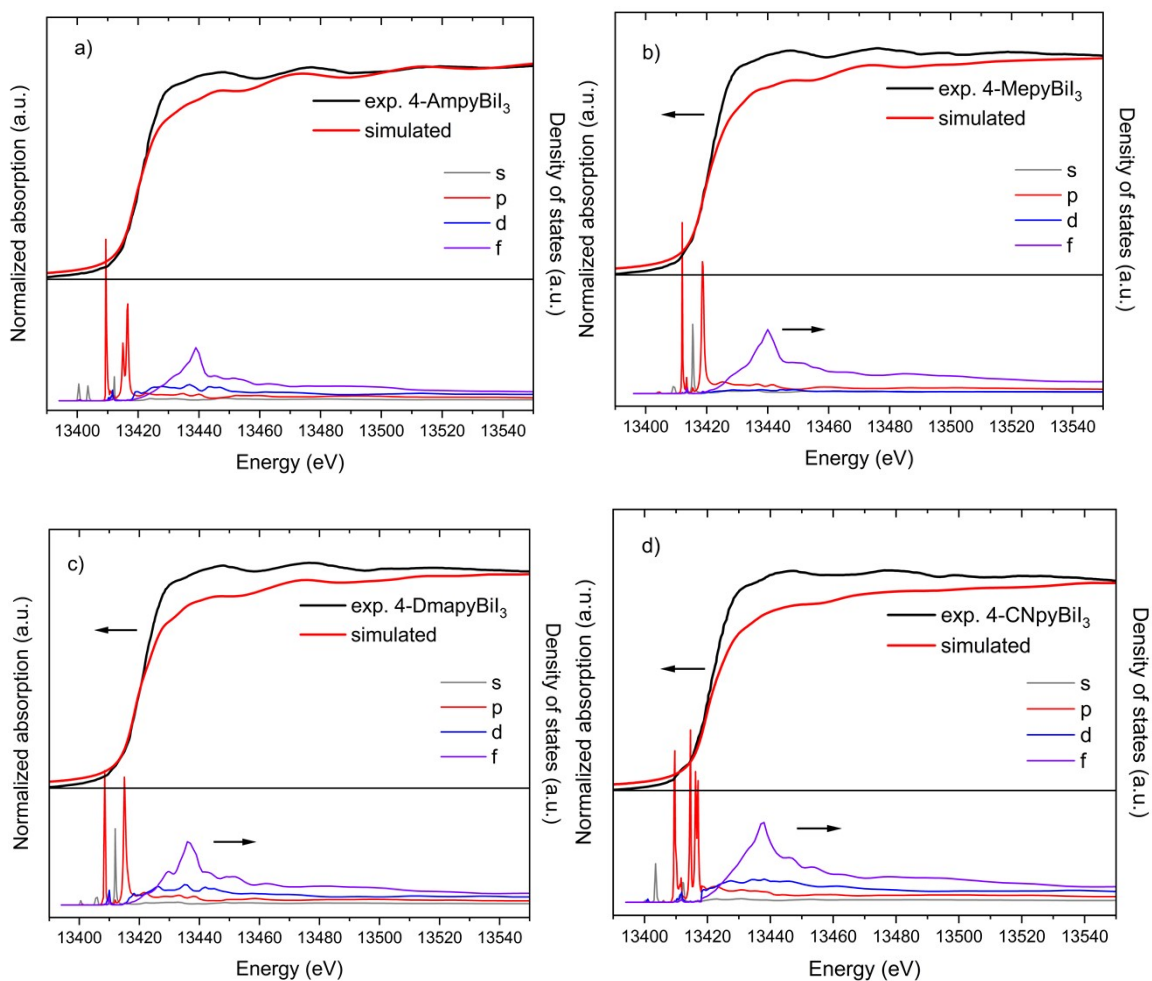 a)
exp. 4-AmpyBiI₃
simulated
s
p
d
f
Normalized absorption (a.u.)
Density of states (a.u.)
13400 13420 13440 13460 13480 13500 13520 13540
Energy (eV)
b)
exp. 4-MepyBiI₃
simulated
s
p
d
f
Normalized absorption (a.u.)
Density of states (a.u.)
13400 13420 13440 13460 13480 13500 13520 13540
Energy (eV)
c)
exp. 4-DmapyBiI₃
simulated
s
p
d
f
Normalized absorption (a.u.)
Density of states (a.u.)
13400 13420 13440 13460 13480 13500 13520 13540
Energy (eV)
d)
exp. 4-CNpyBiI₃
simulated
s
p
d
f
Normalized absorption (a.u.)
Density of states (a.u.)
13400 13420 13440 13460 13480 13500 13520 13540
Energy (eV)